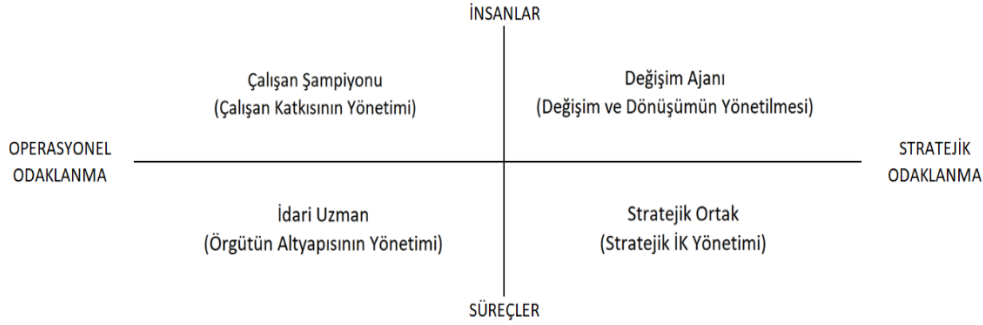 İNSANLAR
Çalışan Şampiyonu
(Çalışan Katkısının Yönetimi)
Değişim Ajanı
(Değişim ve Dönüşümün Yönetilmesi)
OPERASYONEL
ODAKLANMA
STRATEJİK
ODAKLANMA
İdari Uzman
(Örgütün Altyapısının Yönetimi)
Stratejik Ortak
(Stratejik İK Yönetimi)
SÜREÇLER